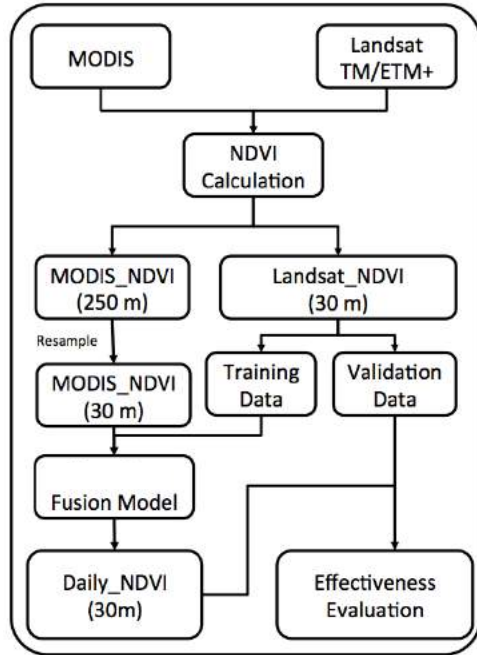 MODIS
Landsat
TM/ETM+
NDVI
Calculation
MODIS_NDVI
(250 m)
Landsat_NDVI
(30 m)
Resample
MODIS_NDVI
(30 m)
Training
Data
Validation
Data
Fusion Model
Daily_NDVI
(30m)
Effectiveness
Evaluation